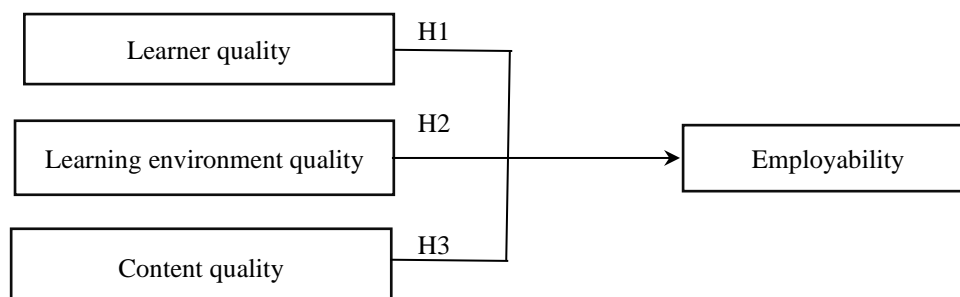 Learner quality
H1
H2
Learning environment quality
Employability
H3
Content quality